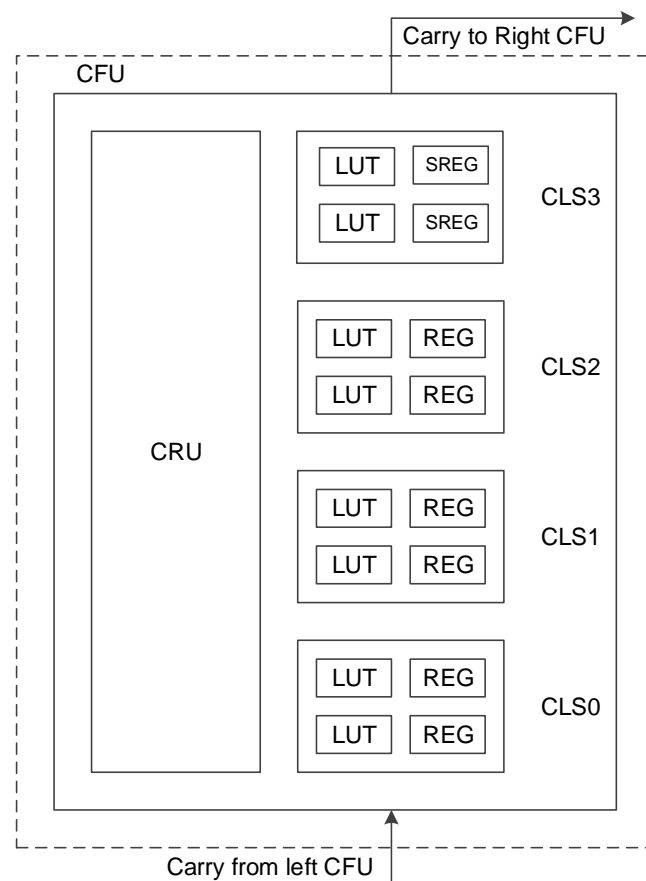 Carry to Right CFU
CFU
LUT SREG
LUT SREG
CLS3
LUT REG
LUT REG
CLS2
CRU
LUT REG
LUT REG
CLS1
LUT REG
LUT REG
CLS0
Carry from left CFU